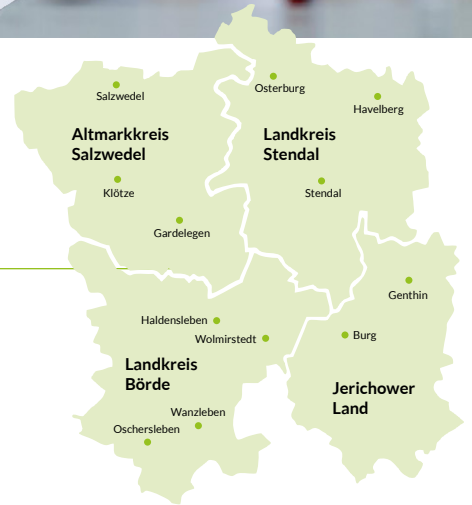 Salzwedel
Altmarkkreis
Salzwedel
Klötze
Gardelegen
Osterburg
Havelberg
Landkreis
Stendal
Stendal
Haldensleben
Wolmirstedt
Landkreis
Börde
Wanzleben
Oschersleben
Genthin
Burg
Jerichower
Land